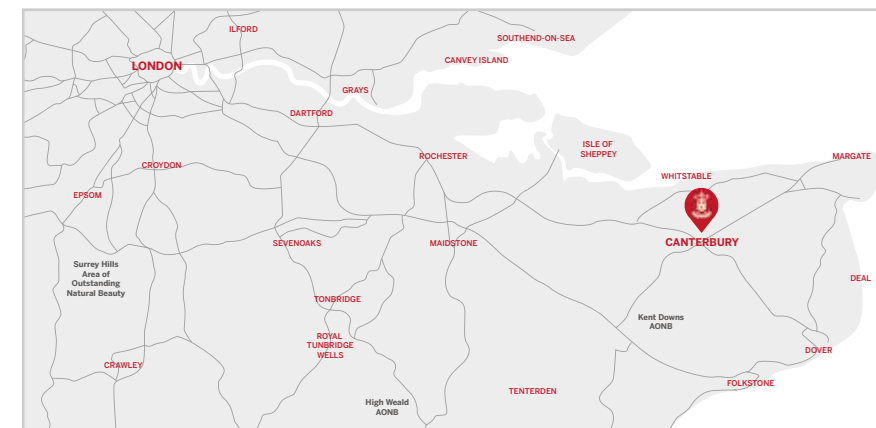 ILFORD
SOUTHEND-ON-SEA
CANVEY ISLAND
LONDON
GRAYS
DARTFORD
ISLE OF
SHEPPEY
ROCHESTER
MARGATE
CROYDON
WHITSTABLE
EPSOM
SEVENOAKS
MAIDSTONE
CANTERBURY
Surrey Hills
Area of
Outstanding
Natural Beauty
DEAL
TONBRIDGE
Kent Downs
AONB
ROYAL
TUNBRIDGE
WELLS
DOVER
CRAWLEY
FOLKSTONE
TENTERDEN
High Weald
AONB